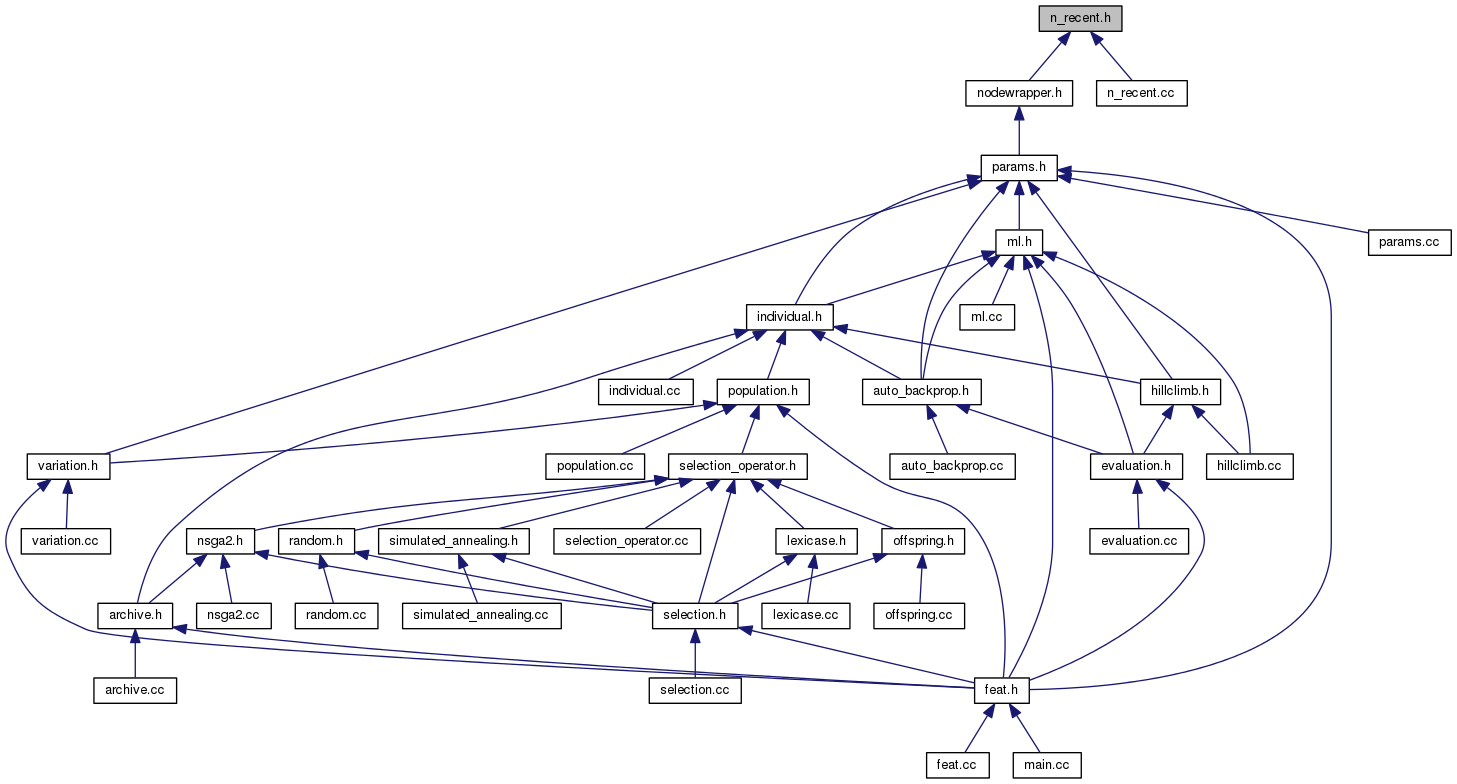 n_recent.h
nodewrapper.h
n_recent.cc
params.h
ml.h
params.cc
individual.h
ml.cc
individual.cc
population.h
auto_backprop.h
hillclimb.h
variation.h
population.cc
selection_operator.h
auto_backprop.cc
evaluation.h
hillclimb.cc
variation.cc
nsga2.h
random.h
simulated_annealing.h
selection_operator.cc
lexicase.h
offspring.h
evaluation.cc
archive.h
nsga2.cc
random.cc
simulated_annealing.cc
selection.h
lexicase.cc
offspring.cc
archive.cc
selection.cc
feat.h
feat.cc
main.cc